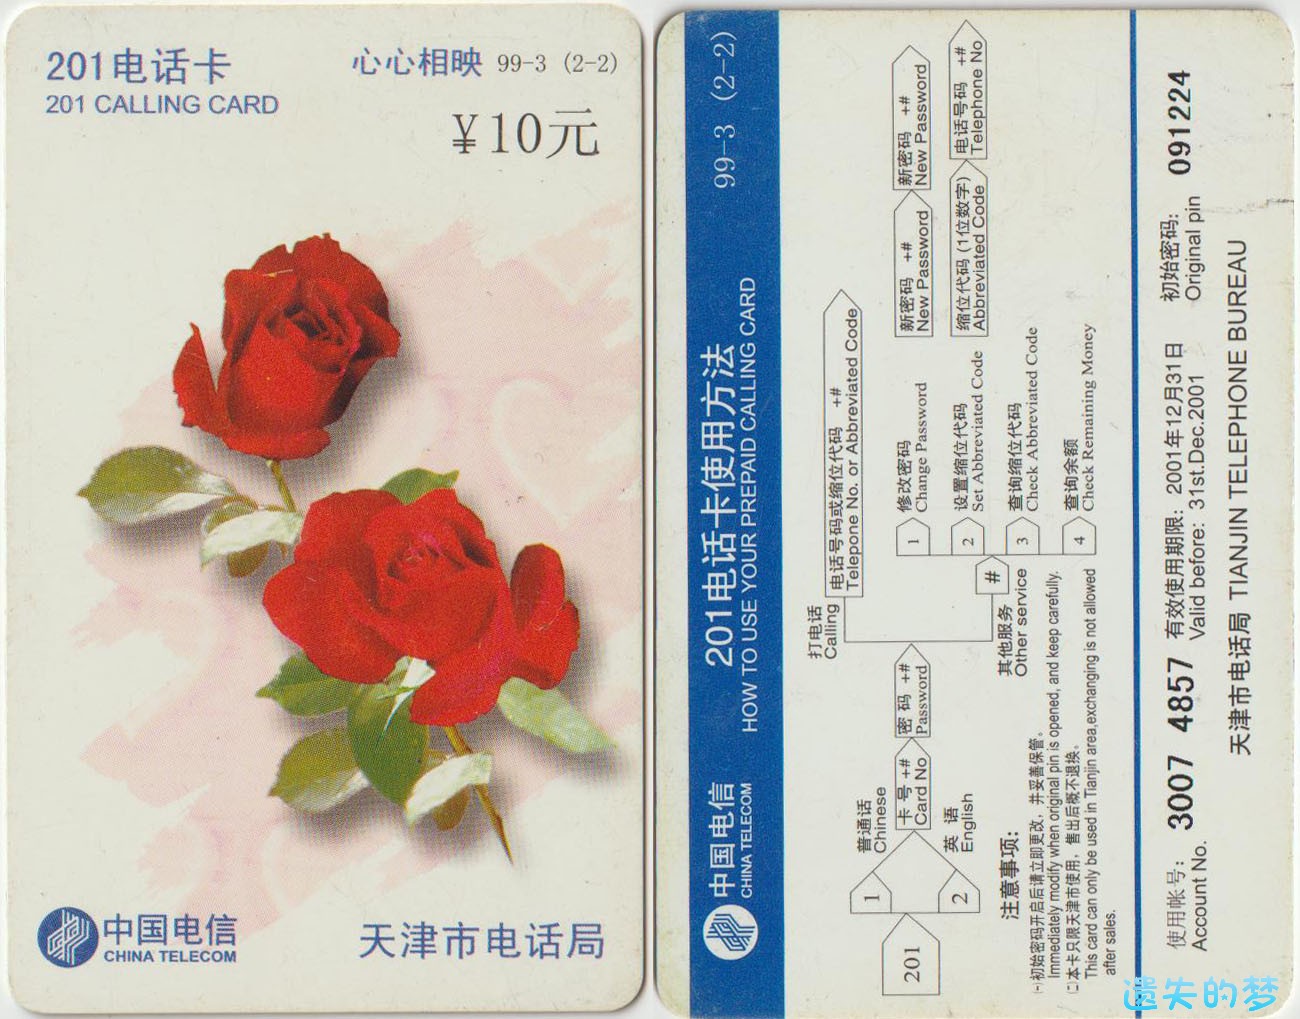 201电话卡
201 CALLING CARD
心心相映 99-3 (2-2)
¥10元
中国电信
CHINA TELECOM
天津市电话局
中国电信
CHINA TELECOM
201电话卡使用方法
HOW TO USE YOUR PREPAID CALLING CARD
99-3 (2-2)
201
1
普通话
Chinese
2
英 语
English
卡 号 +#
Card No
密 码 +#
Password
打电话
Calling
电话号码或缩位代码 +#
Telepone No. or Abbreviated Code
其他服务
Other service
#
1
修改密码
Change Password
新密码 +#
New Password
新密码 +#
New Password
2
设置缩位代码
Set Abbreviated Code
缩位代码 (1位数字)
Abbreviated Code
电话号码 +#
Telephone No
3
查询缩位代码
Check Abbreviated Code
4
查询余额
Check Remaining Money
注意事项:
(一)初始密码开启后请立即更改，并妥善保管。
Immediately modify when original pin is opened, and keep carefully.
(二)本卡只限天津市使用，售出后概不退换。
This card can only be used in Tianjin area,exchanging is not allowed
after sales.
使用帐号: 3007 4857 有效使用期限: 2001年12月31日 初始密码: 091224
Account No. Valid before: 31st.Dec.2001 Original pin
天津市电话局 TIANJIN TELEPHONE BUREAU
遗失的梦